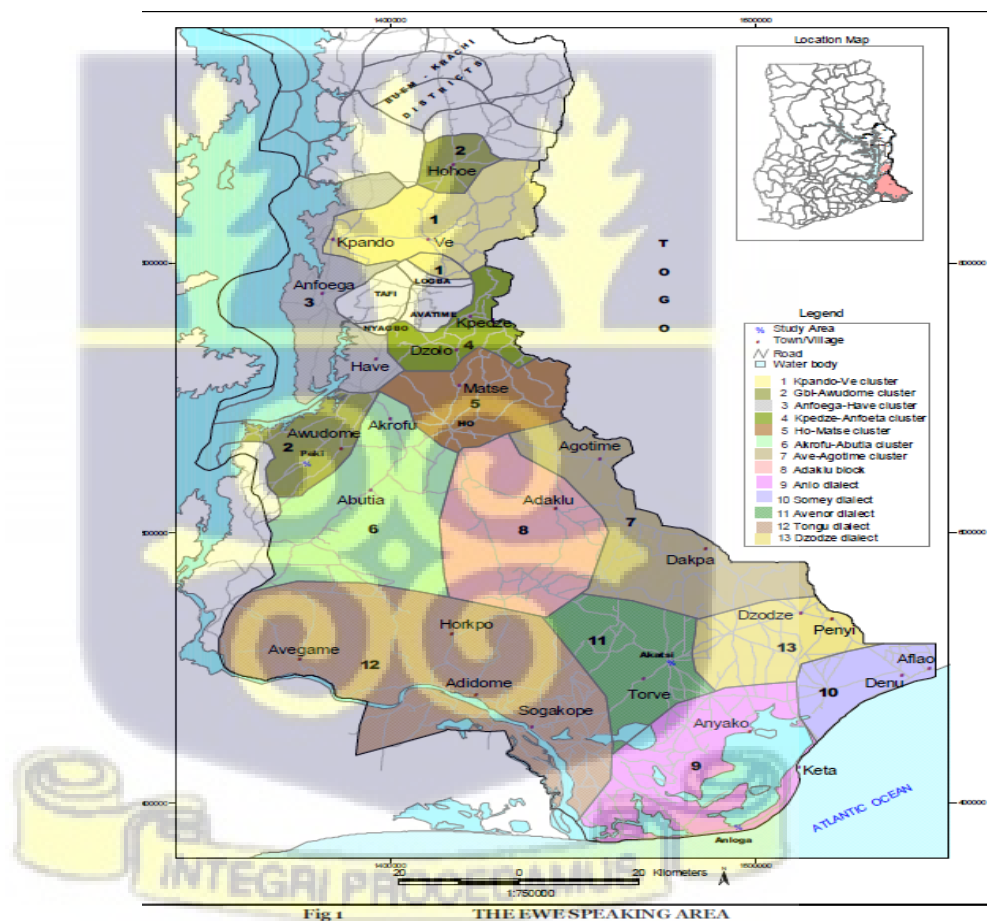 1400000 1600000
Location Map
BUEM - KRACHI
DISTRICTS
2
Hohoe
1
Kpando Ve
TOGO
500000 500000
1
LOGBA
Anfoega
TAFI
3
AVATIME
Kpedze
NYAGBO
Dzolo 4
Have
Matse
5
HO
Akrofu
Awudome
2
Peki
Agotime
Abutia
Adaklu
6
8
7
Dakpa
Horkpo
Avegame
12
Adidome
Sogakope
11
Akatsi
Torve
Dzodze
Penyi
13
Aflao
Denu
10
Anyako
9
Keta
Anloga
ATLANTIC OCEAN
Legend
Study Area
Town/Village
Road
Water body
1 Kpando-Ve cluster
2 Gbi-Awudome cluster
3 Anfoega-Have cluster
4 Kpedze-Anfoeta cluster
5 Ho-Matse cluster
6 Akrofu-Abutia cluster
7 Ave-Agotime cluster
8 Adaklu block
9 Anlo dialect
10 Somey dialect
11 Avenor dialect
12 Tongu dialect
13 Dzodze dialect
1400000 1600000
20 0 20 Kilometers N
1:750000
INTEGRI PROCEDAMUS
Fig 1 THE EWE SPEAKING AREA